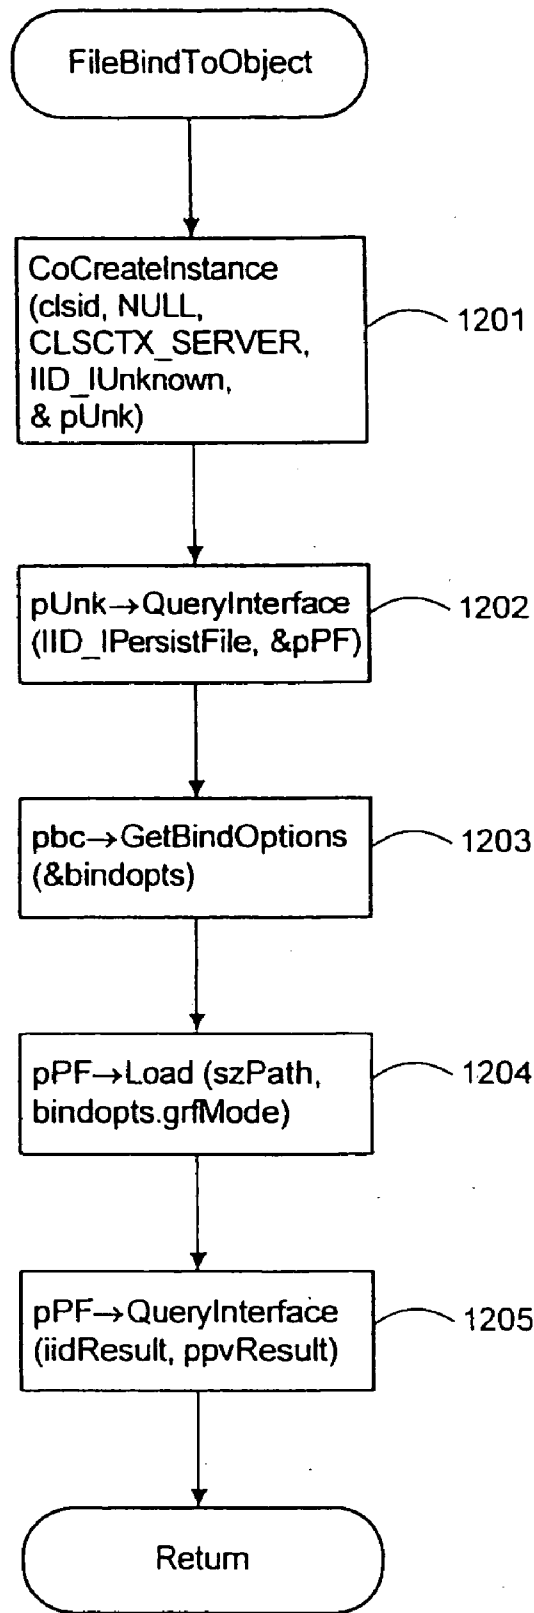 FileBindToObject
CoCreateInstance
(clsid, NULL,
CLSCTX_SERVER,
IID_IUnknown,
& pUnk)
1201
pUnk→QueryInterface
(IID_IPersistFile, &pPF)
1202
pbc→GetBindOptions
(&bindopts)
1203
pPF→Load (szPath,
bindopts.grfMode)
1204
pPF→QueryInterface
(iidResult, ppvResult)
1205
Return